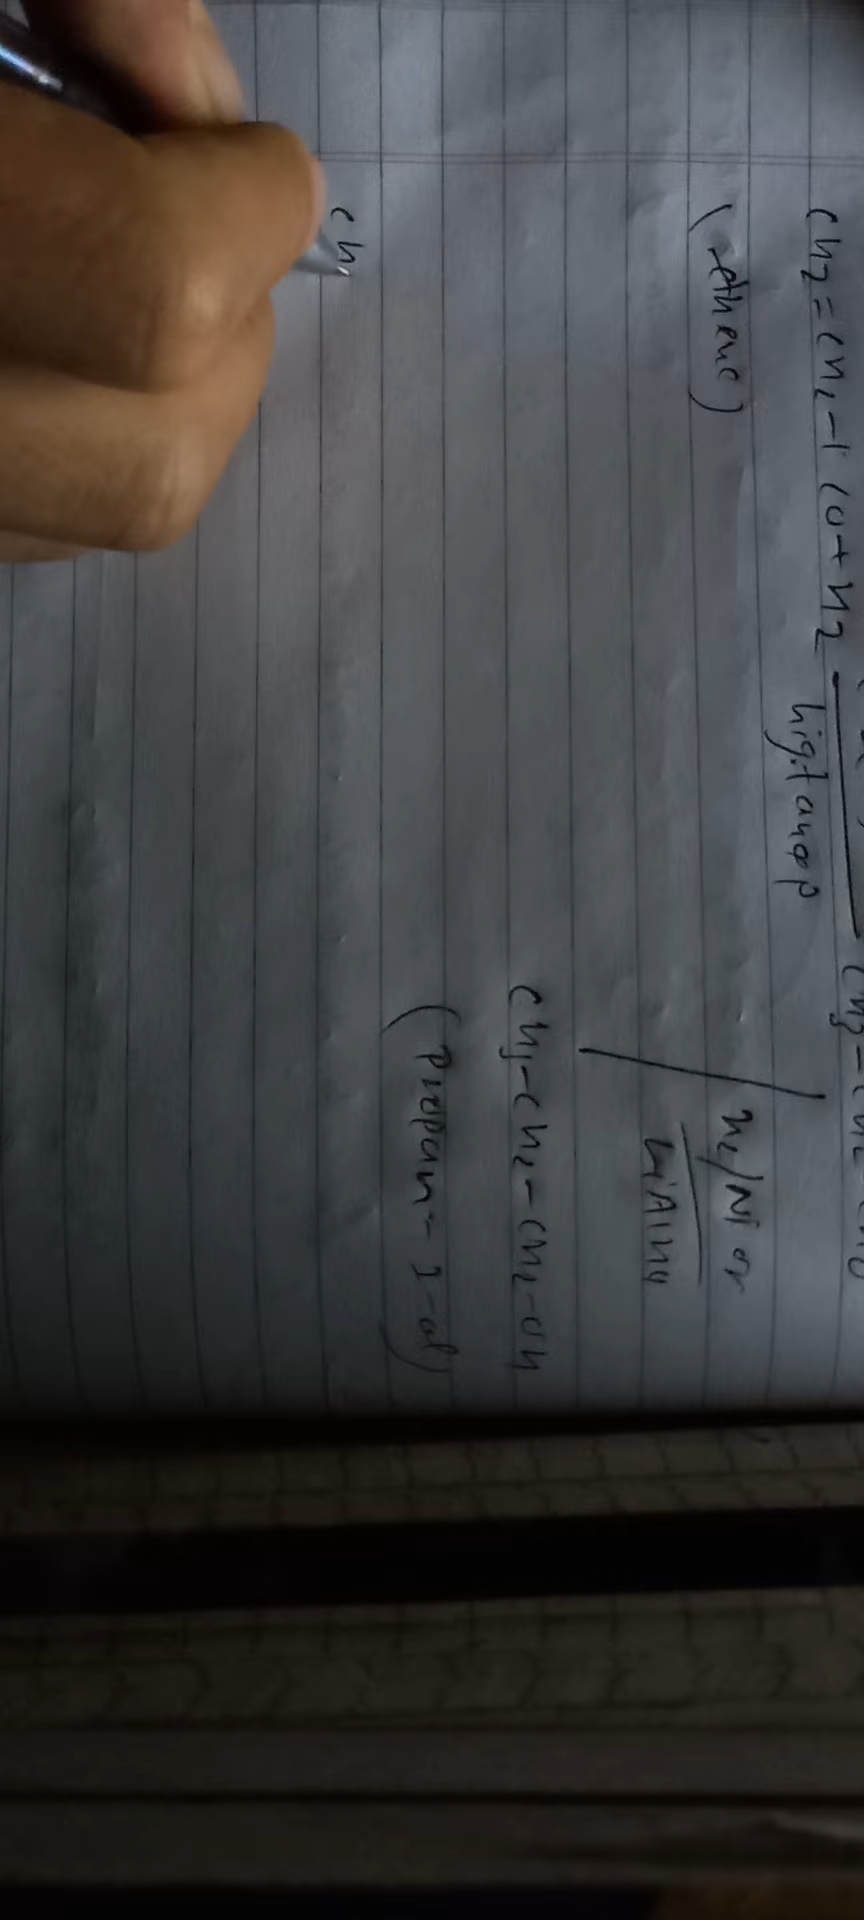 CH2=CH2+CO+H2 CH3-CH2-CHO
high temp
(ethene)
H2/Ni or
LiAlH4
CH3-CH2-CH2-OH
(Propan-1-ol)
CH